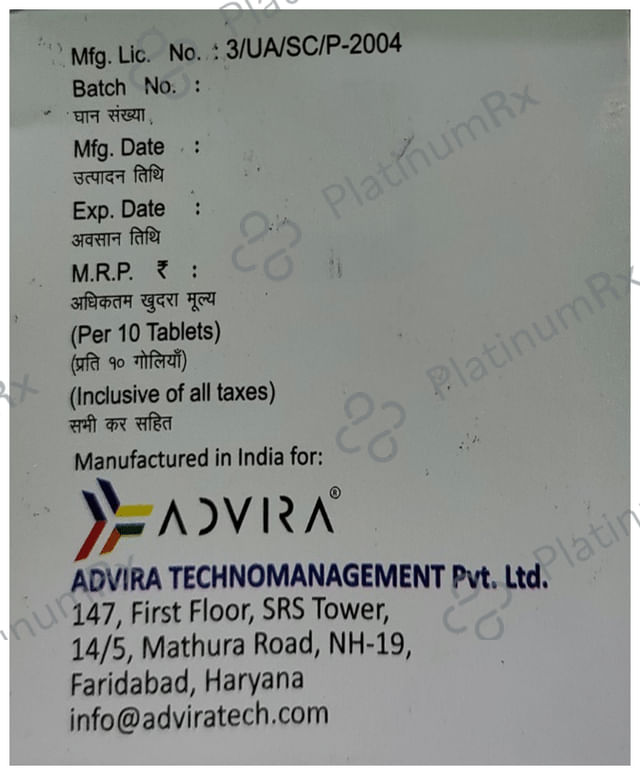 Mfg. Lic. No. : 3/UA/SC/P-2004
Batch No. :
घान संख्या
Mfg. Date :
उत्पादन तिथि
Exp. Date :
अवसान तिथि
M.R.P. ₹ :
अधिकतम खुदरा मूल्य
(Per 10 Tablets)
(प्रति १० गोलियाँ)
(Inclusive of all taxes)
सभी कर सहित
Manufactured in India for:
ADVIRA®
ADVIRA TECHNOMANAGEMENT Pvt. Ltd.
147, First Floor, SRS Tower,
14/5, Mathura Road, NH-19,
Faridabad, Haryana
info@adviratech.com
PlatinumRx
PlatinumRx